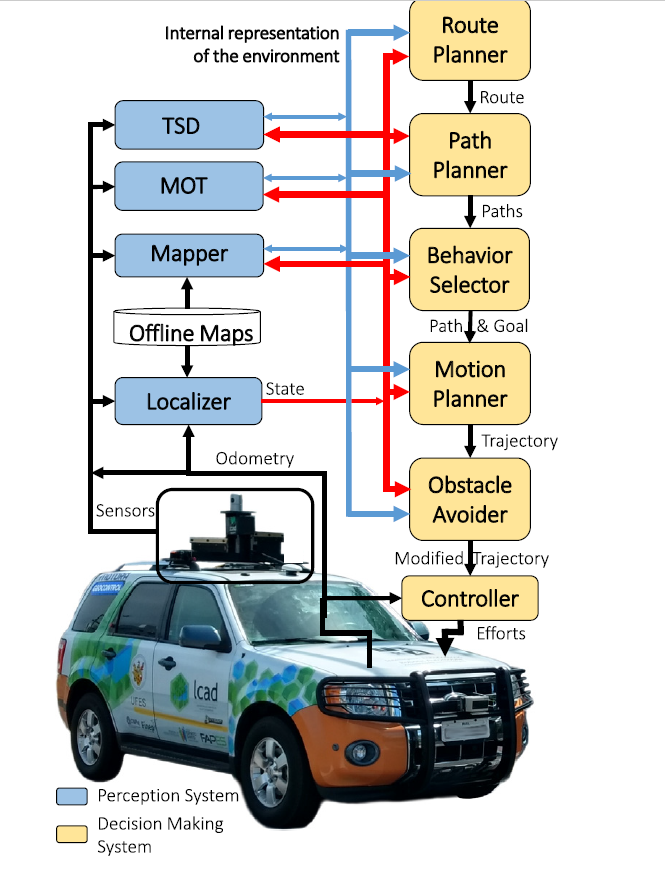 Internal representation
of the environment
Route
Planner
Route
TSD
Path
Planner
MOT
Paths
Mapper
Behavior
Selector
Offline Maps
Path & Goal
Motion
Planner
State
Localizer
Trajectory
Odometry
Obstacle
Avoider
Sensors
Modified Trajectory
Controller
Efforts
lcad
UFES
Perception System
Decision Making
System